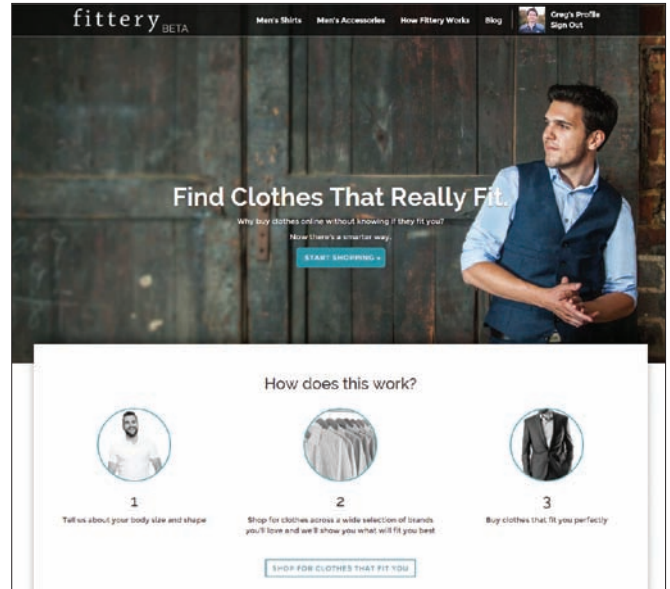 fittery BETA
Men's Shirts Men's Accessories How Fittery Works Blog
Greg's Profile
Sign Out
Find Clothes That Really Fit.
Why buy clothes online without knowing if they fit you?
Now there's a smarter way.
START SHOPPING »
How does this work?
1
Tell us about your body size and shape
2
Shop for clothes across a wide selection of brands
you'll love and we'll show you what will fit you best
3
Buy clothes that fit you perfectly
SHOP FOR CLOTHES THAT FIT YOU